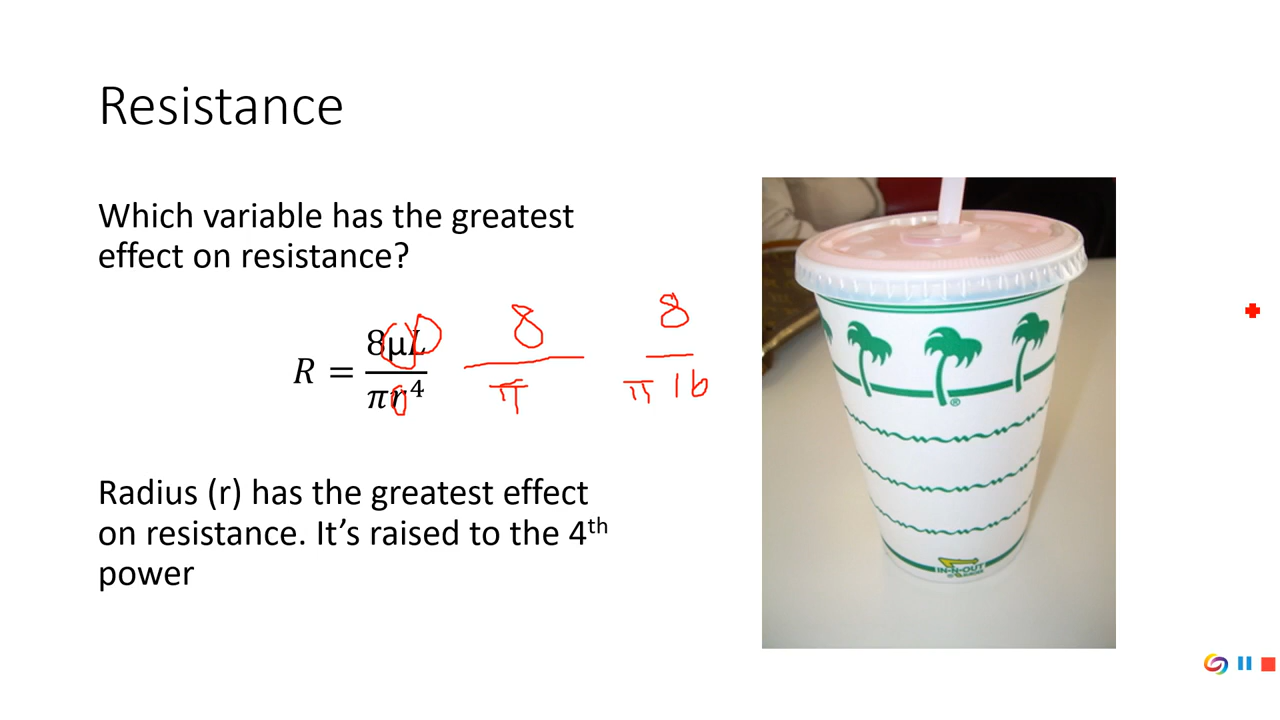 Resistance
Which variable has the greatest
effect on resistance?
R = 8μL / πr⁴
8 / π
8 / π 16
Radius (r) has the greatest effect
on resistance. It’s raised to the 4th
power
IN-N-OUT